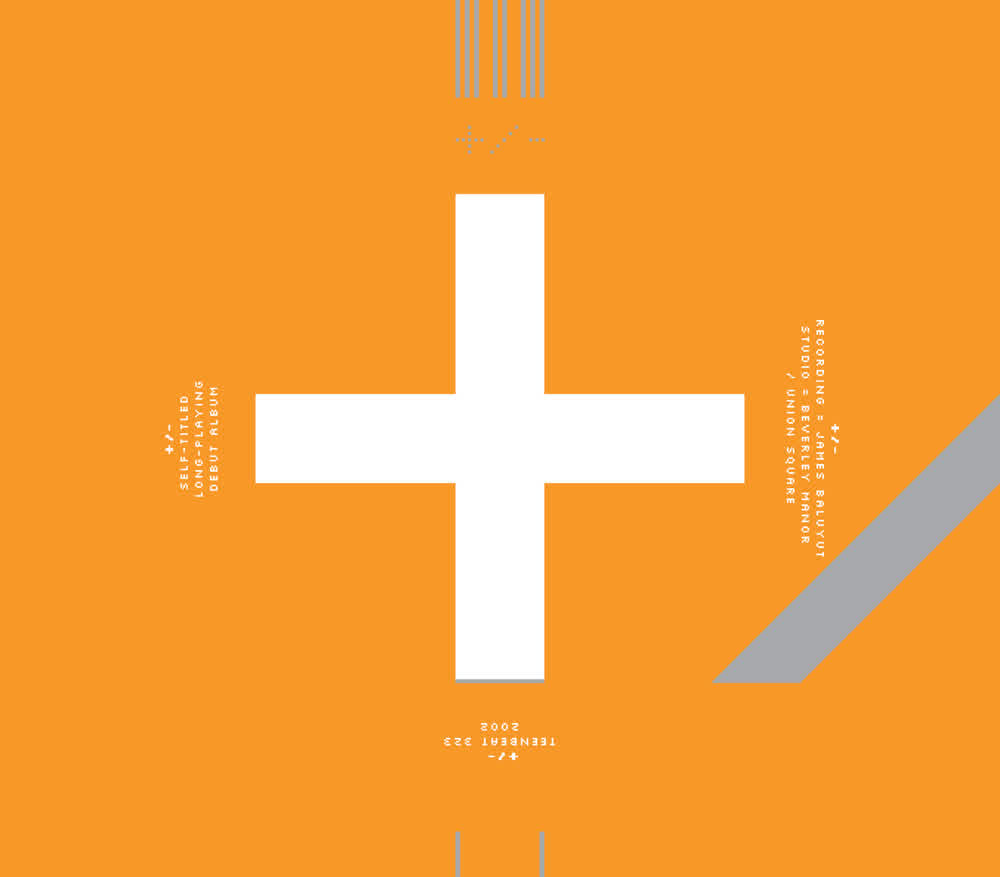 +/-
+/-
SELF-TITLED
LONG-PLAYING
DEBUT ALBUM
+/-
RECORDING = JAMES BALUYUT
STUDIO = BEVERLEY MANOR
/ UNION SQUARE
+/-
TEENBEAT 323
2002